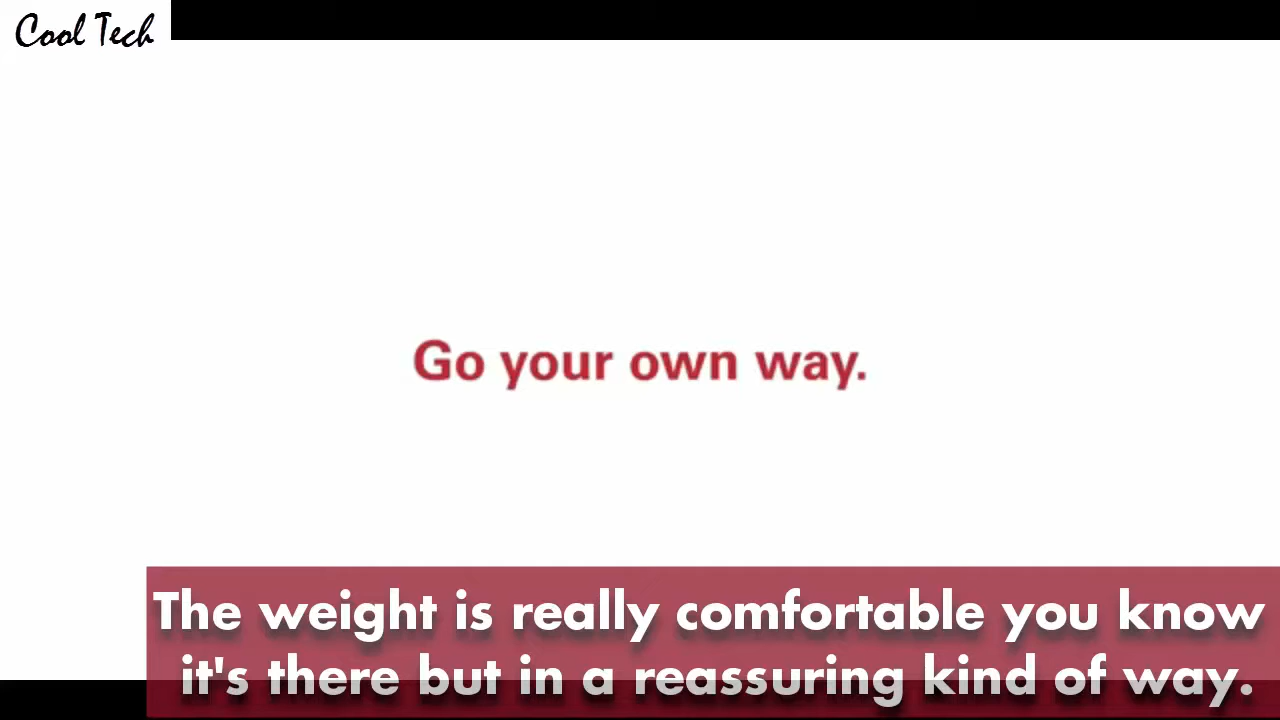 Cool Tech
Go your own way.
The weight is really comfortable you know
it's there but in a reassuring kind of way.